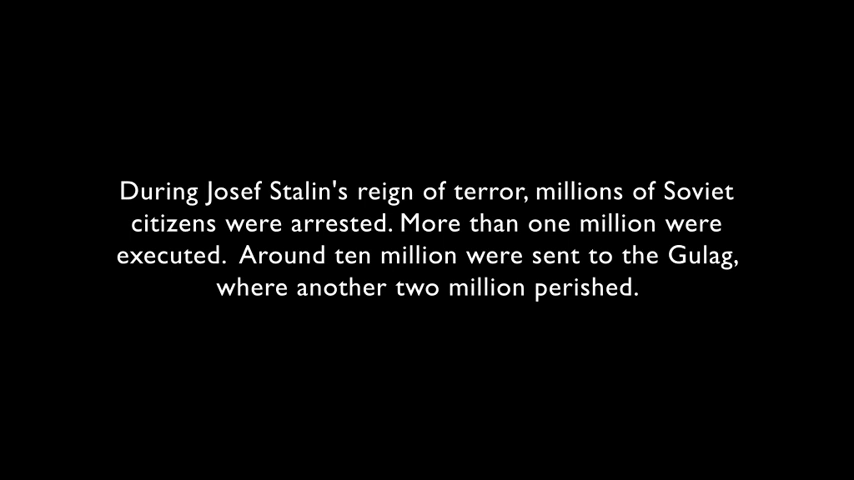 During Josef Stalin's reign of terror, millions of Soviet
citizens were arrested. More than one million were
executed.  Around ten million were sent to the Gulag,
where another two million perished.